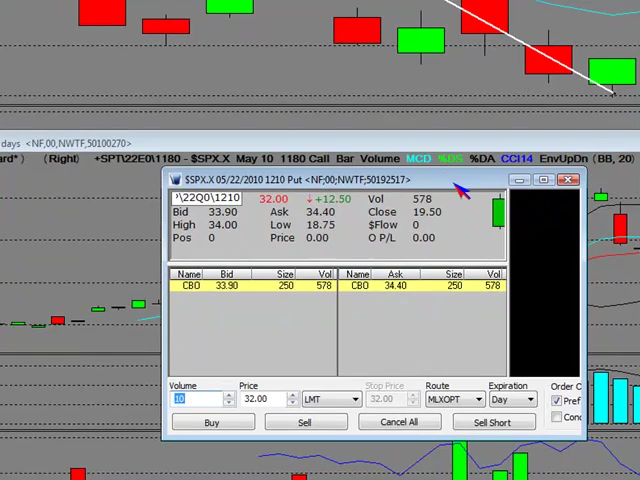 days <NF,00,NWTF,50100270>
ard*) (Right) +SPT\22E0\1180 - $SPX.X May 10 1180 Call Bar Volume MCD %DS %DA CCI14 EnvUpDn (BB, 20)
$SPX.X 05/22/2010 1210 Put <NF;00;NWTF;50192517>
\22Q0\1210 32.00 ↓+12.50 Vol 578
Bid 33.90 Ask 34.40 Close 19.50
High 34.00 Low 18.75 $Flow 0
Pos 0 Price 0.00 O P/L 0.00
Name Bid Size Vol Name Ask Size Vol
CBO 33.90 250 578 CBO 34.40 250 578
Volume Price Stop Price Route Expiration Order O
10 32.00 LMT 32.00 MLXOPT Day Pref
Conc
Buy Sell Cancel All Sell Short